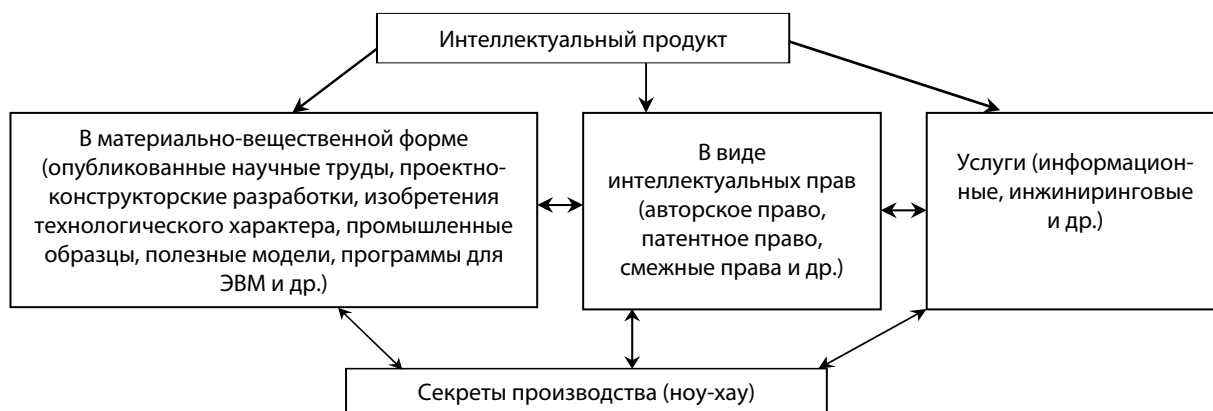 Интеллектуальный продукт
В материально-вещественной форме
(опубликованные научные труды, проектно-
конструкторские разработки, изобретения
технологического характера, промышленные
образцы, полезные модели, программы для
ЭВМ и др.)
В виде
интеллектуальных прав
(авторское право,
патентное право,
смежные права и др.)
Услуги (информацион-
ные, инжиниринговые
и др.)
Секреты производства (ноу-хау)